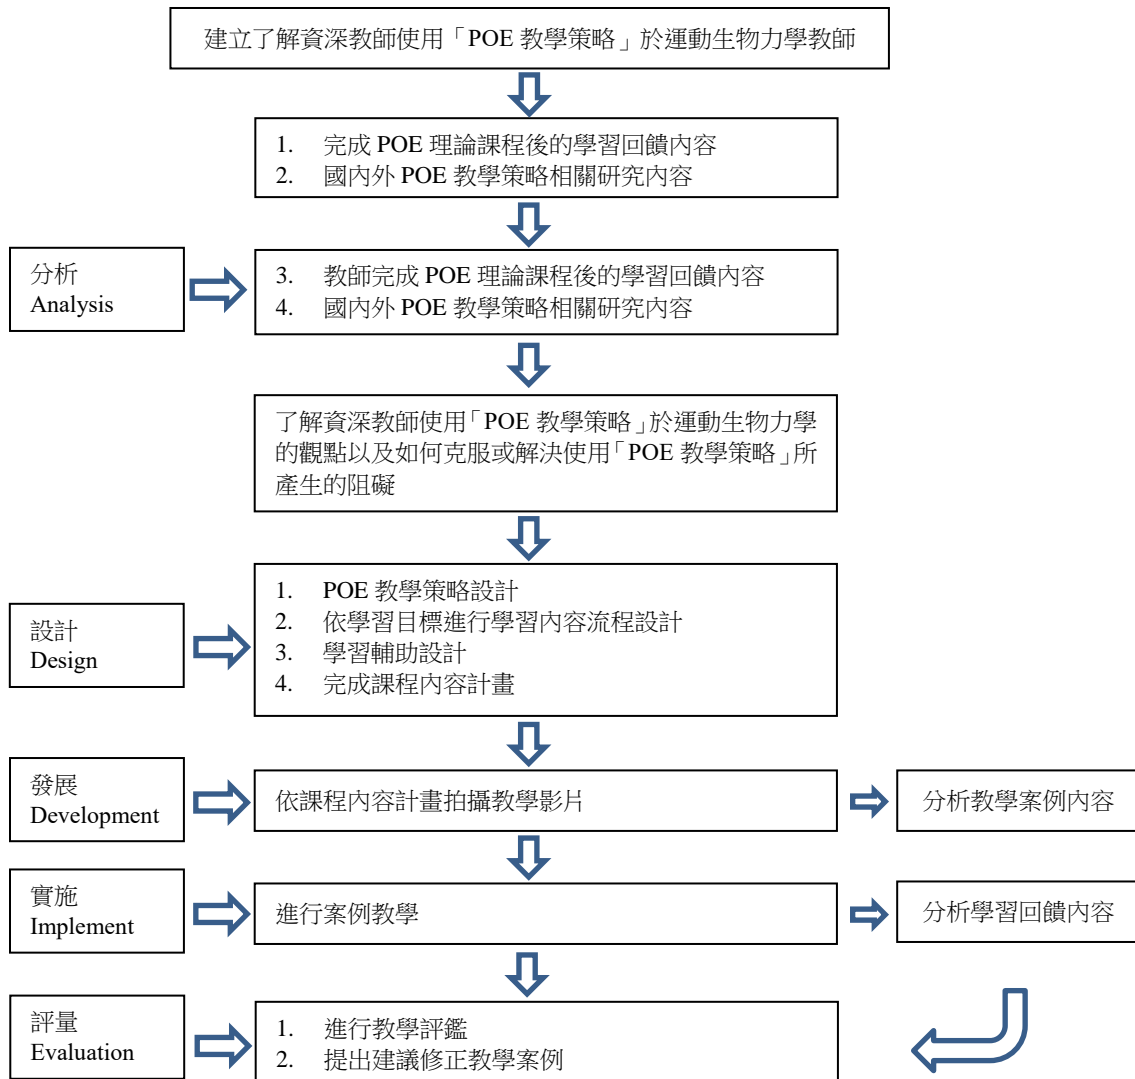 建立了解資深教師使用「POE 教學策略」於運動生物力學教師
1. 完成 POE 理論課程後的學習回饋內容
2. 國內外 POE 教學策略相關研究內容
分析
Analysis
3. 教師完成 POE 理論課程後的學習回饋內容
4. 國內外 POE 教學策略相關研究內容
了解資深教師使用「POE 教學策略」於運動生物力學
的觀點以及如何克服或解決使用「POE 教學策略」所
產生的阻礙
設計
Design
1. POE 教學策略設計
2. 依學習目標進行學習內容流程設計
3. 學習輔助設計
4. 完成課程內容計畫
發展
Development
依課程內容計畫拍攝教學影片
分析教學案例內容
實施
Implement
進行案例教學
分析學習回饋內容
評量
Evaluation
1. 進行教學評鑑
2. 提出建議修正教學案例